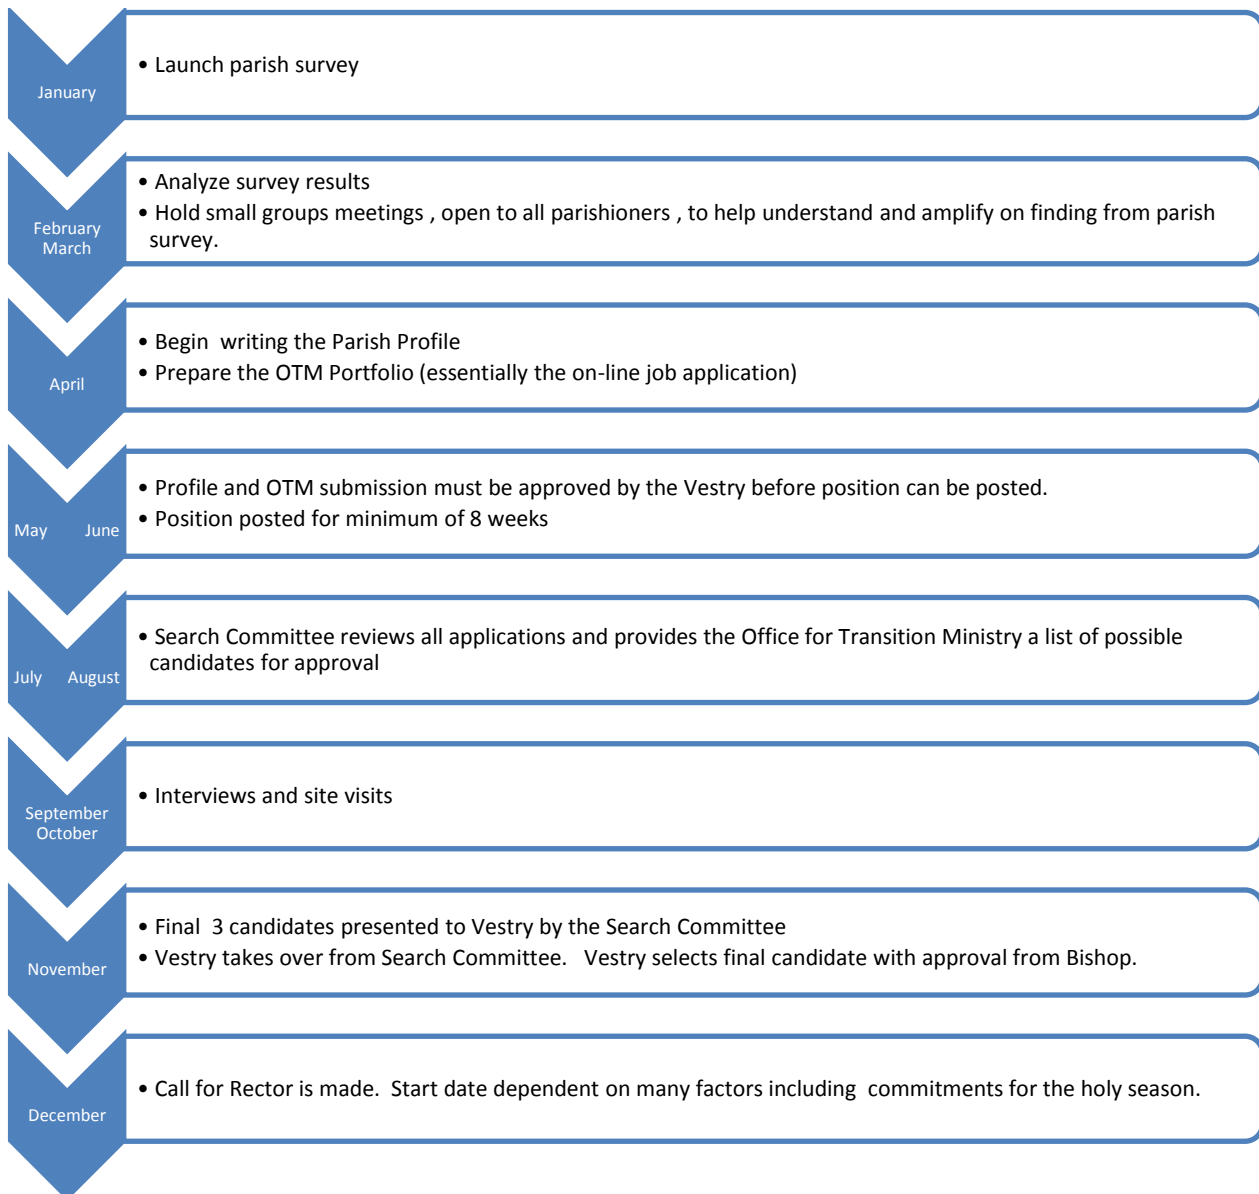 January
• Launch parish survey
February
March
• Analyze survey results
• Hold small groups meetings , open to all parishioners , to help understand and amplify on finding from parish
survey.
April
• Begin  writing the Parish Profile
• Prepare the OTM Portfolio (essentially the on-line job application)
May June
• Profile and OTM submission must be approved by the Vestry before position can be posted.
• Position posted for minimum of 8 weeks
July August
• Search Committee reviews all applications and provides the Office for Transition Ministry a list of possible
candidates for approval
September
October
• Interviews and site visits
November
• Final  3 candidates presented to Vestry by the Search Committee
• Vestry takes over from Search Committee.   Vestry selects final candidate with approval from Bishop.
December
• Call for Rector is made.  Start date dependent on many factors including  commitments for the holy season.